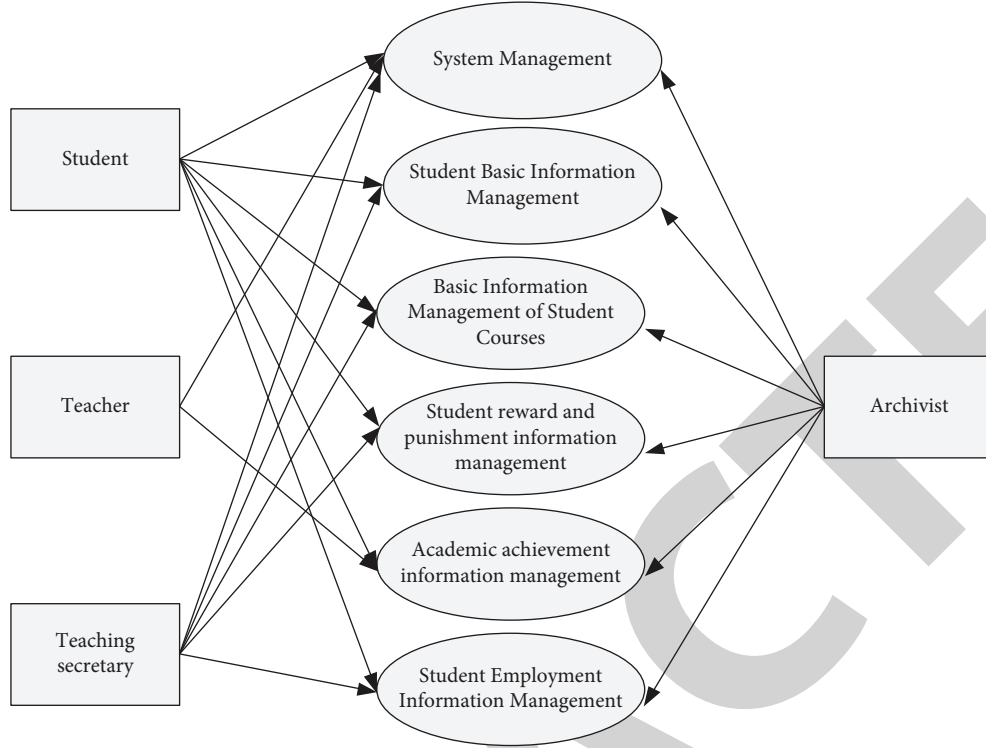 System Management
Student
Student Basic Information
Management
Basic Information
Management of Student
Courses
Teacher
Student reward and
punishment information
management
Archivist
Academic achievement
information management
Teaching
secretary
Student Employment
Information Management